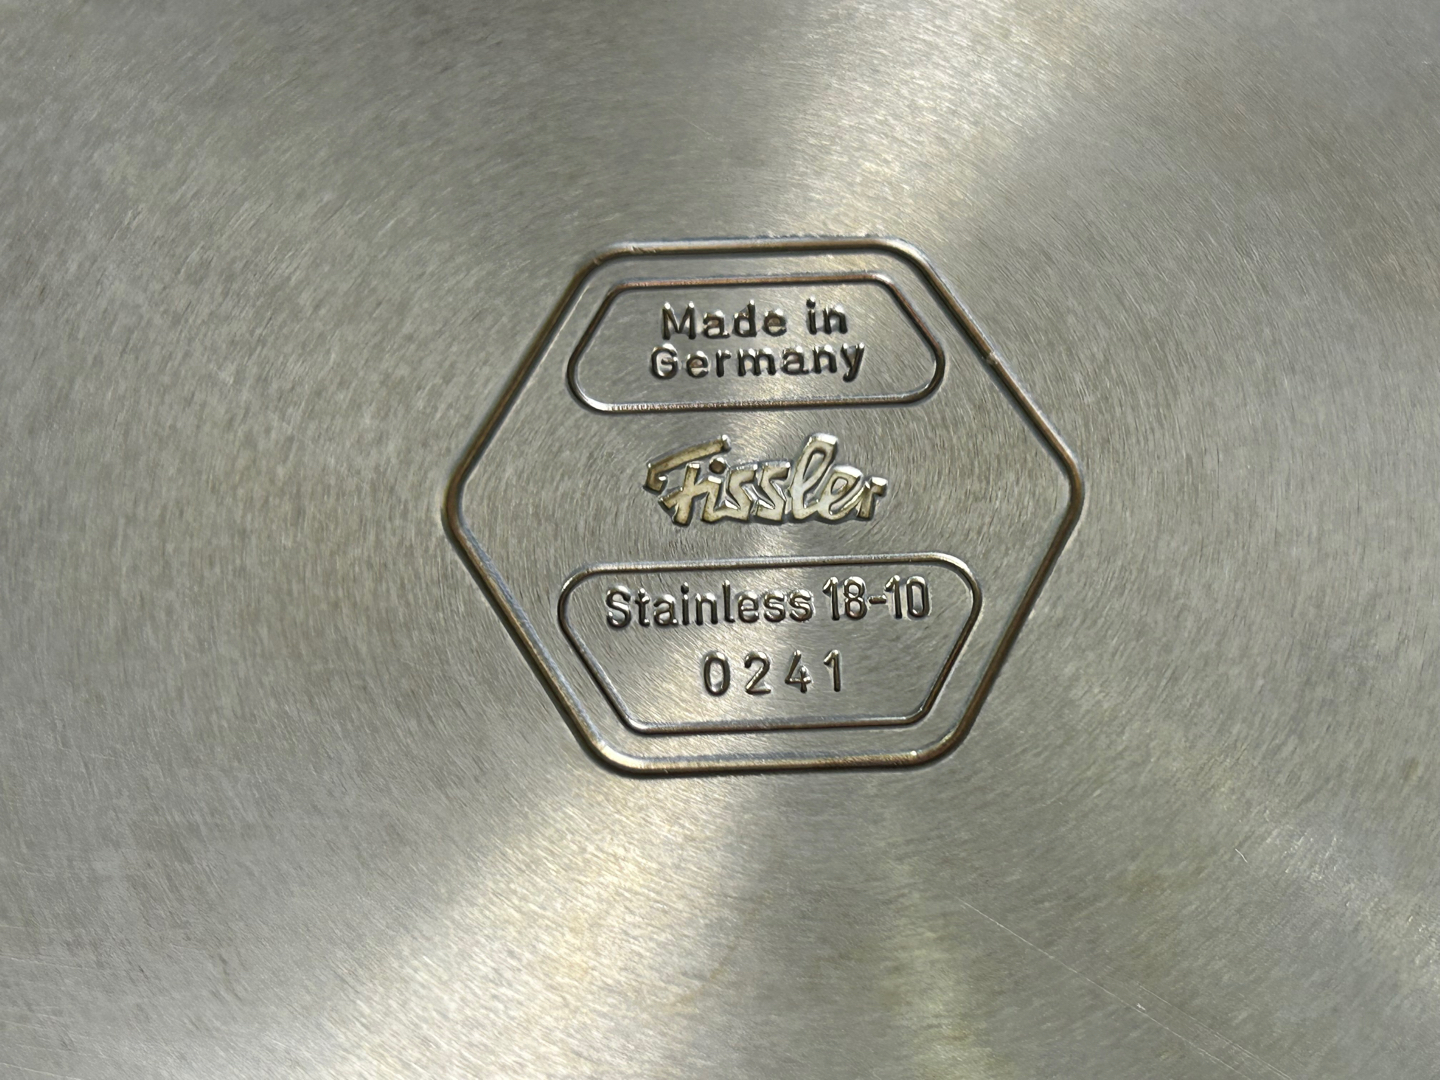 Made in
Germany
Fissler
Stainless 18-10
0241